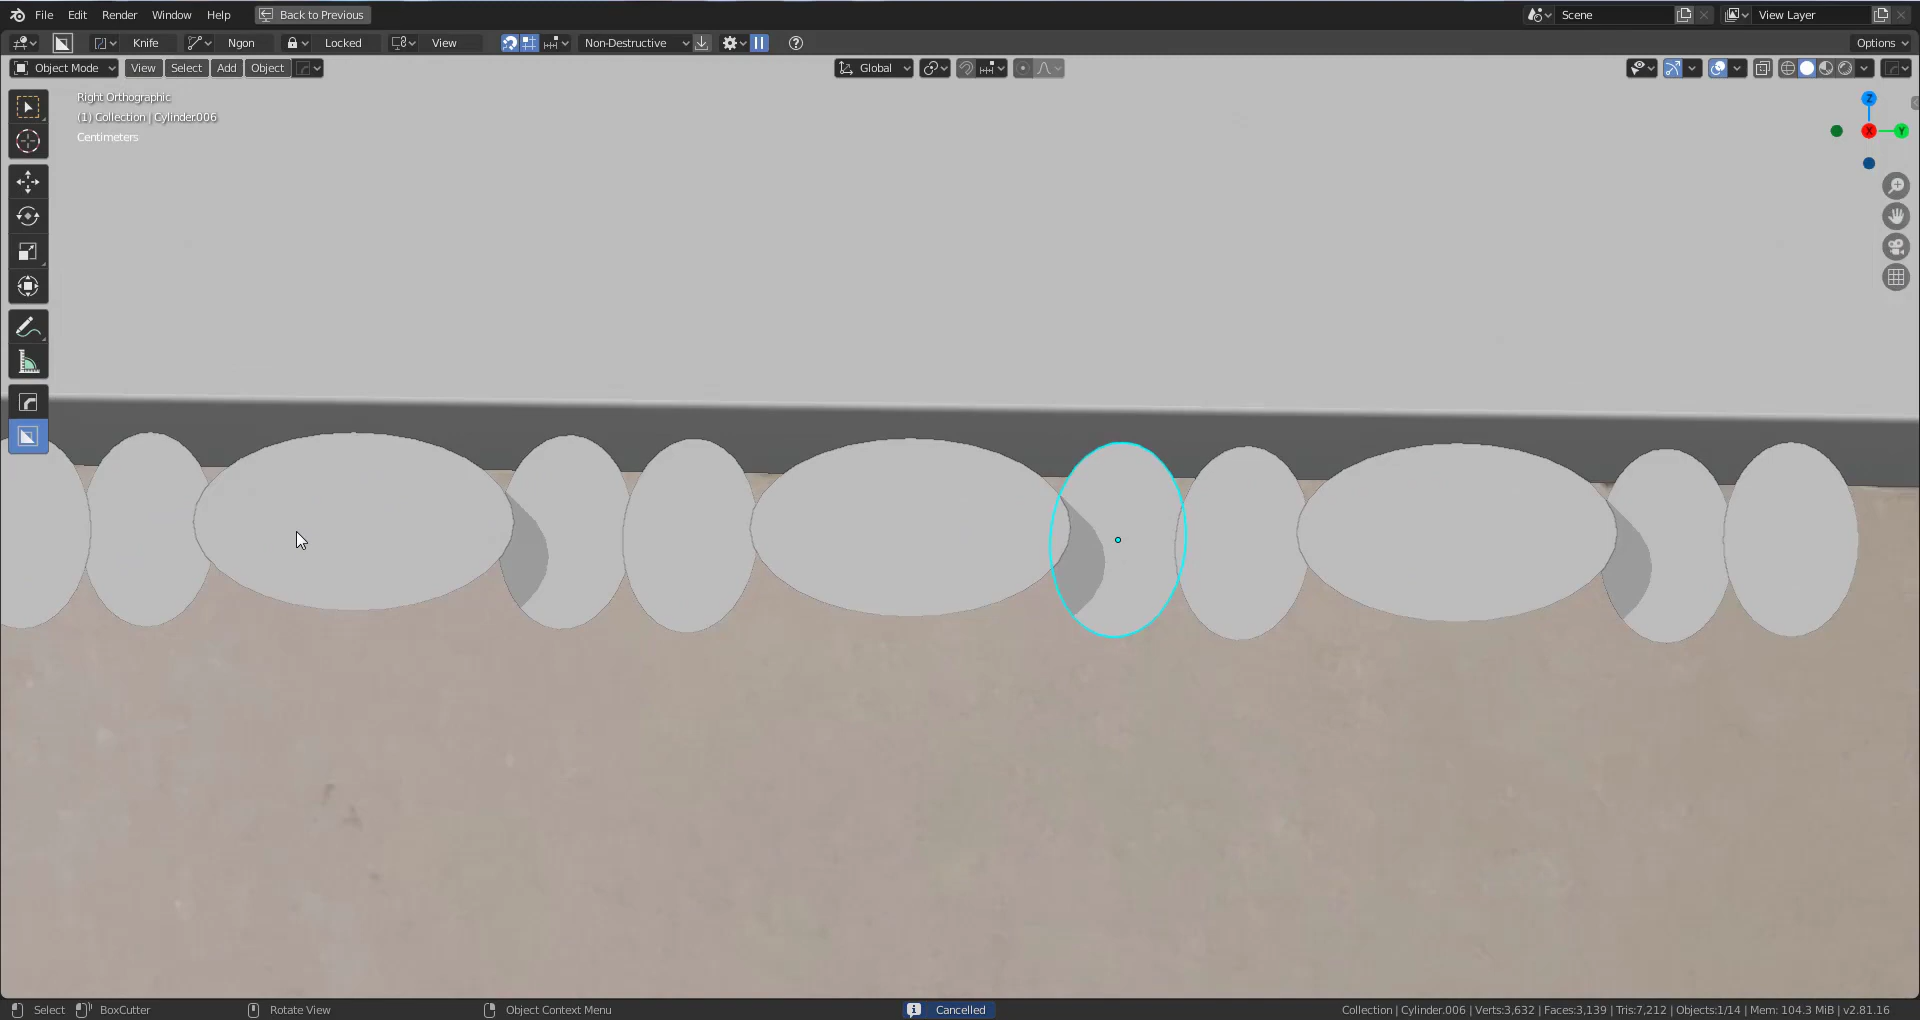 File Edit Render Window Help Back to Previous Scene View Layer
Knife Ngon Locked View Non-Destructive Options
Object Mode View Select Add Object Global
Right Orthographic
(1) Collection | Cylinder.006
Centimeters
Z
X
Y
Select BoxCutter Rotate View Object Context Menu Cancelled Collection | Cylinder.006 | Verts:3,632 | Faces:3,139 | Tris:7,212 | Objects:1/14 | Mem: 104.3 MiB | v2.81.16